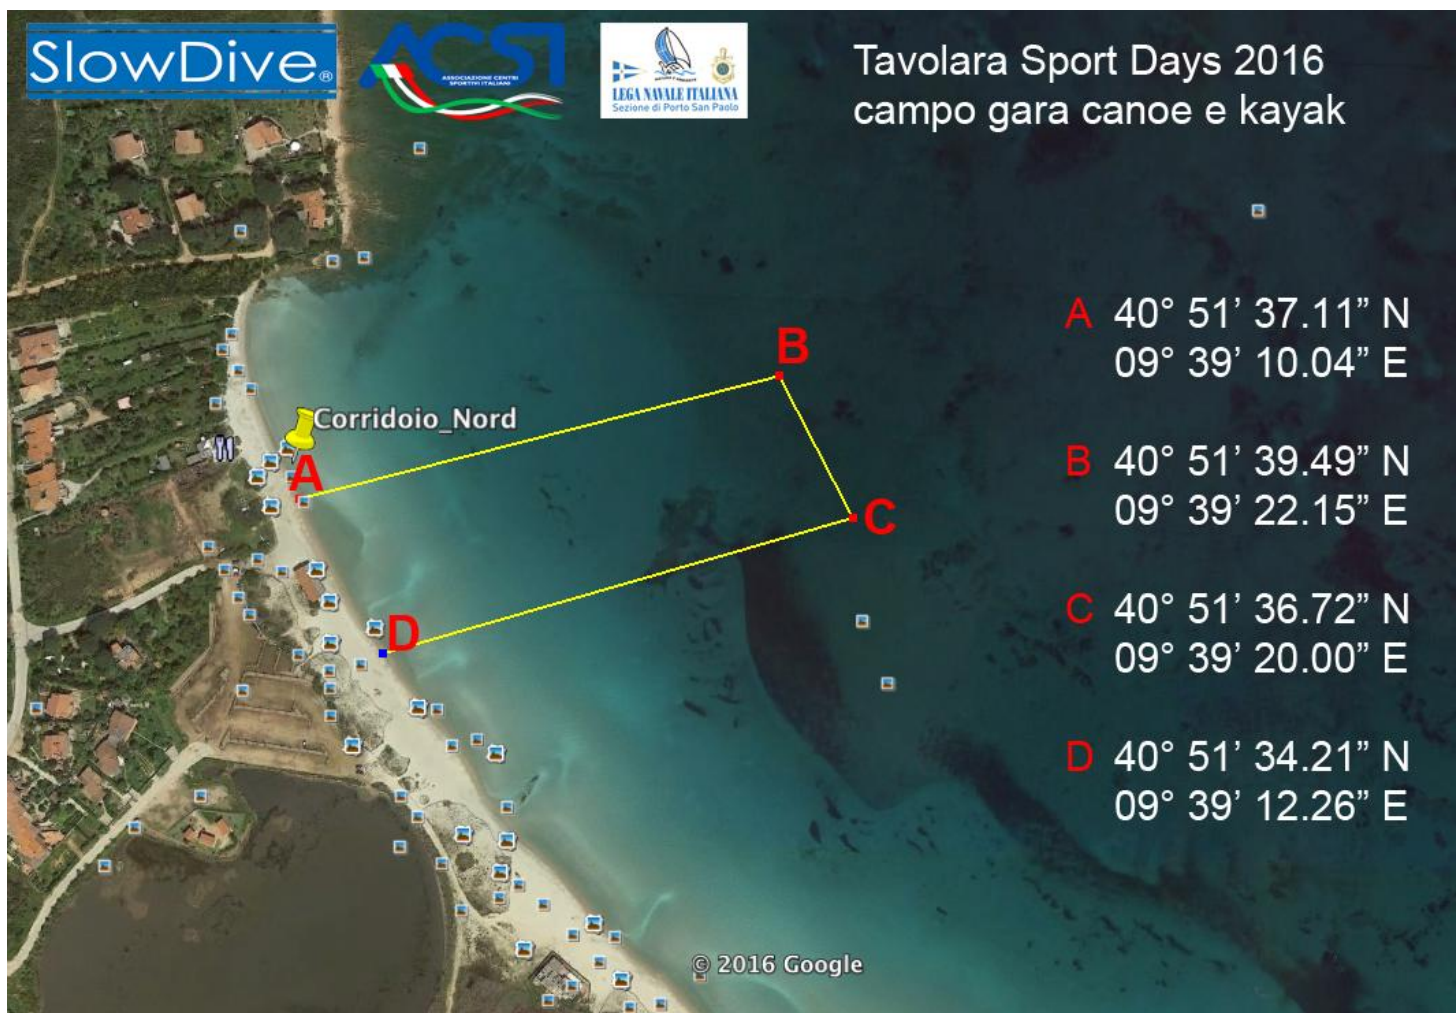 SlowDive®
ACSI
ASSOCIAZIONE CENTRI
SPORTIVI ITALIANI
LEGA NAVALE ITALIANA
Sezione di Porto San Paolo
Tavolara Sport Days 2016
campo gara canoe e kayak
A 40° 51’ 37.11” N
09° 39’ 10.04” E
B
Corridoio_Nord
B 40° 51’ 39.49” N
09° 39’ 22.15” E
A
C
C 40° 51’ 36.72” N
09° 39’ 20.00” E
D
D 40° 51’ 34.21” N
09° 39’ 12.26” E
© 2016 Google